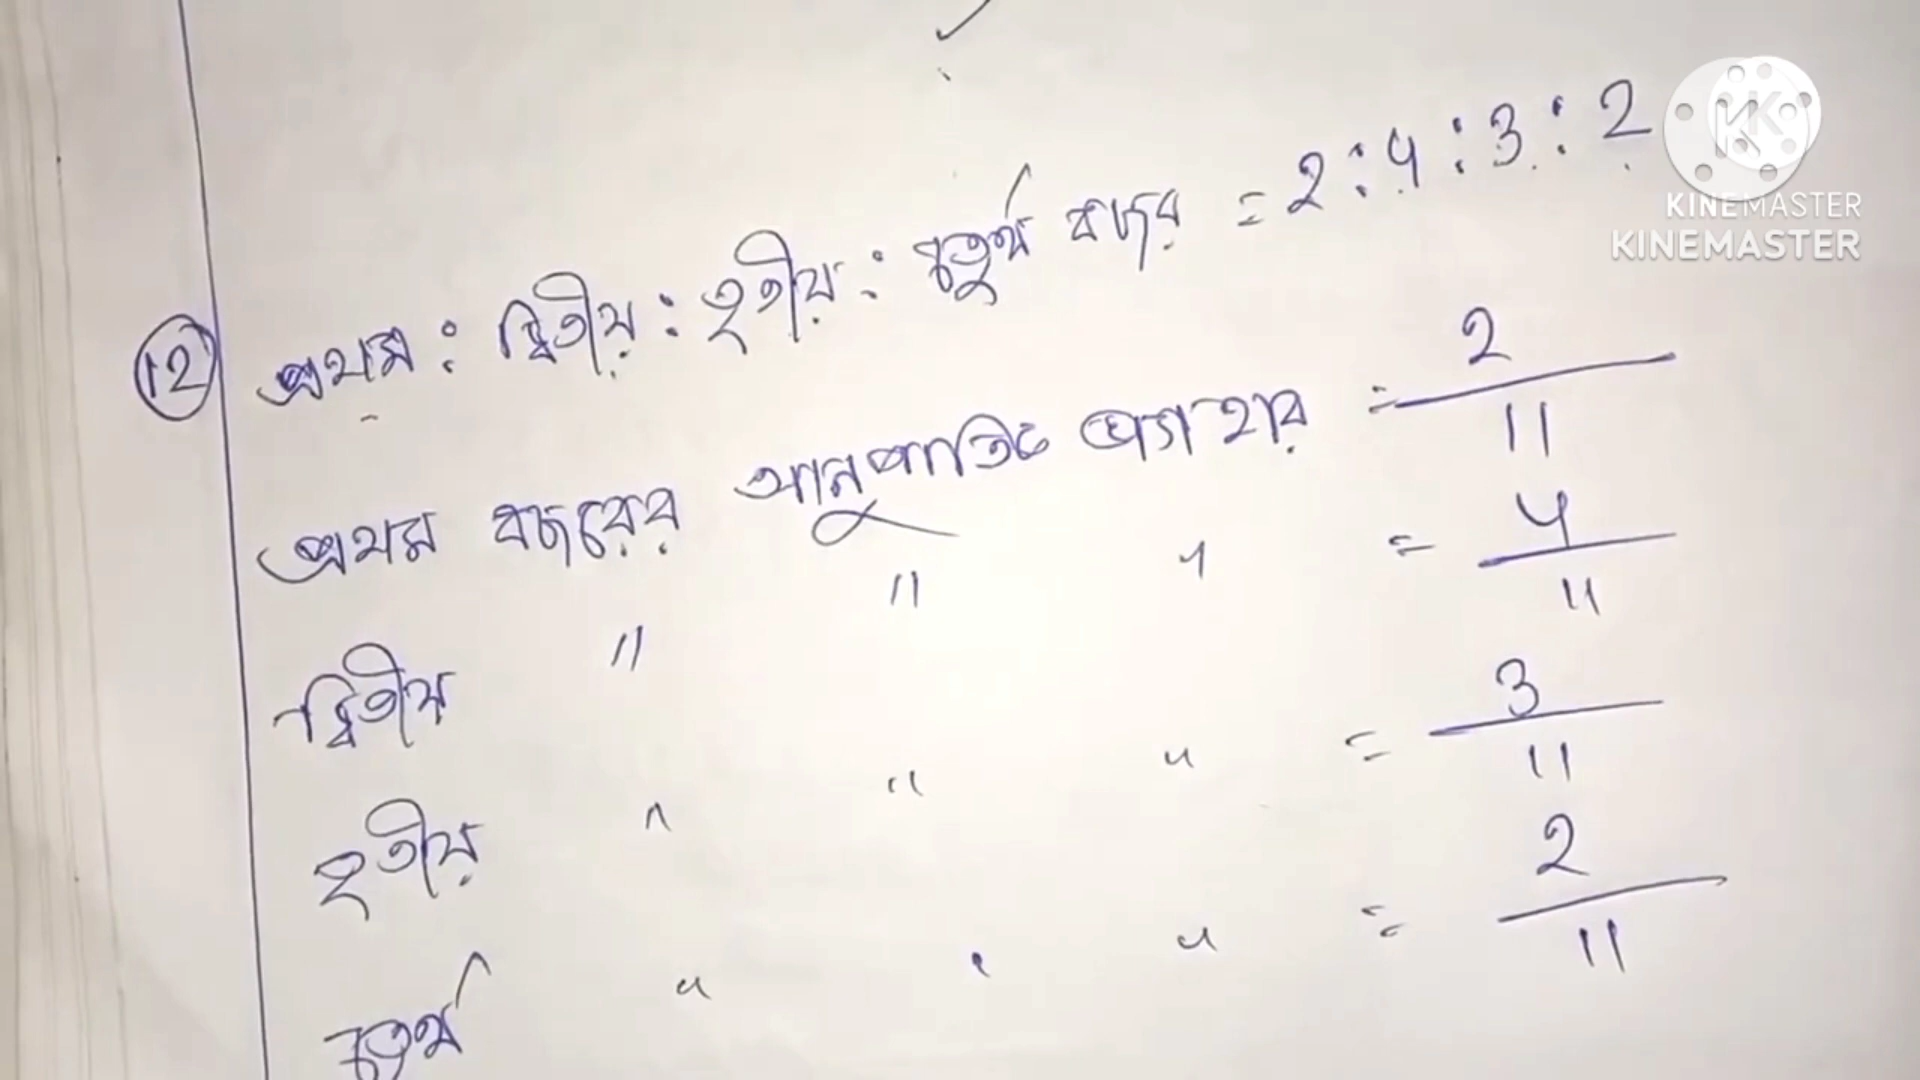 KINEMASTER
KINEMASTER
(12) প্রথম : দ্বিতীয় : তৃতীয় : চতুর্থ বছর = 2 : 4 : 3 : 2
প্রথম বছরের আনুপাতিক ভাগহার = 2/11
দ্বিতীয় " " " = 4/11
তৃতীয় " " " = 3/11
চতুর্থ " " " = 2/11